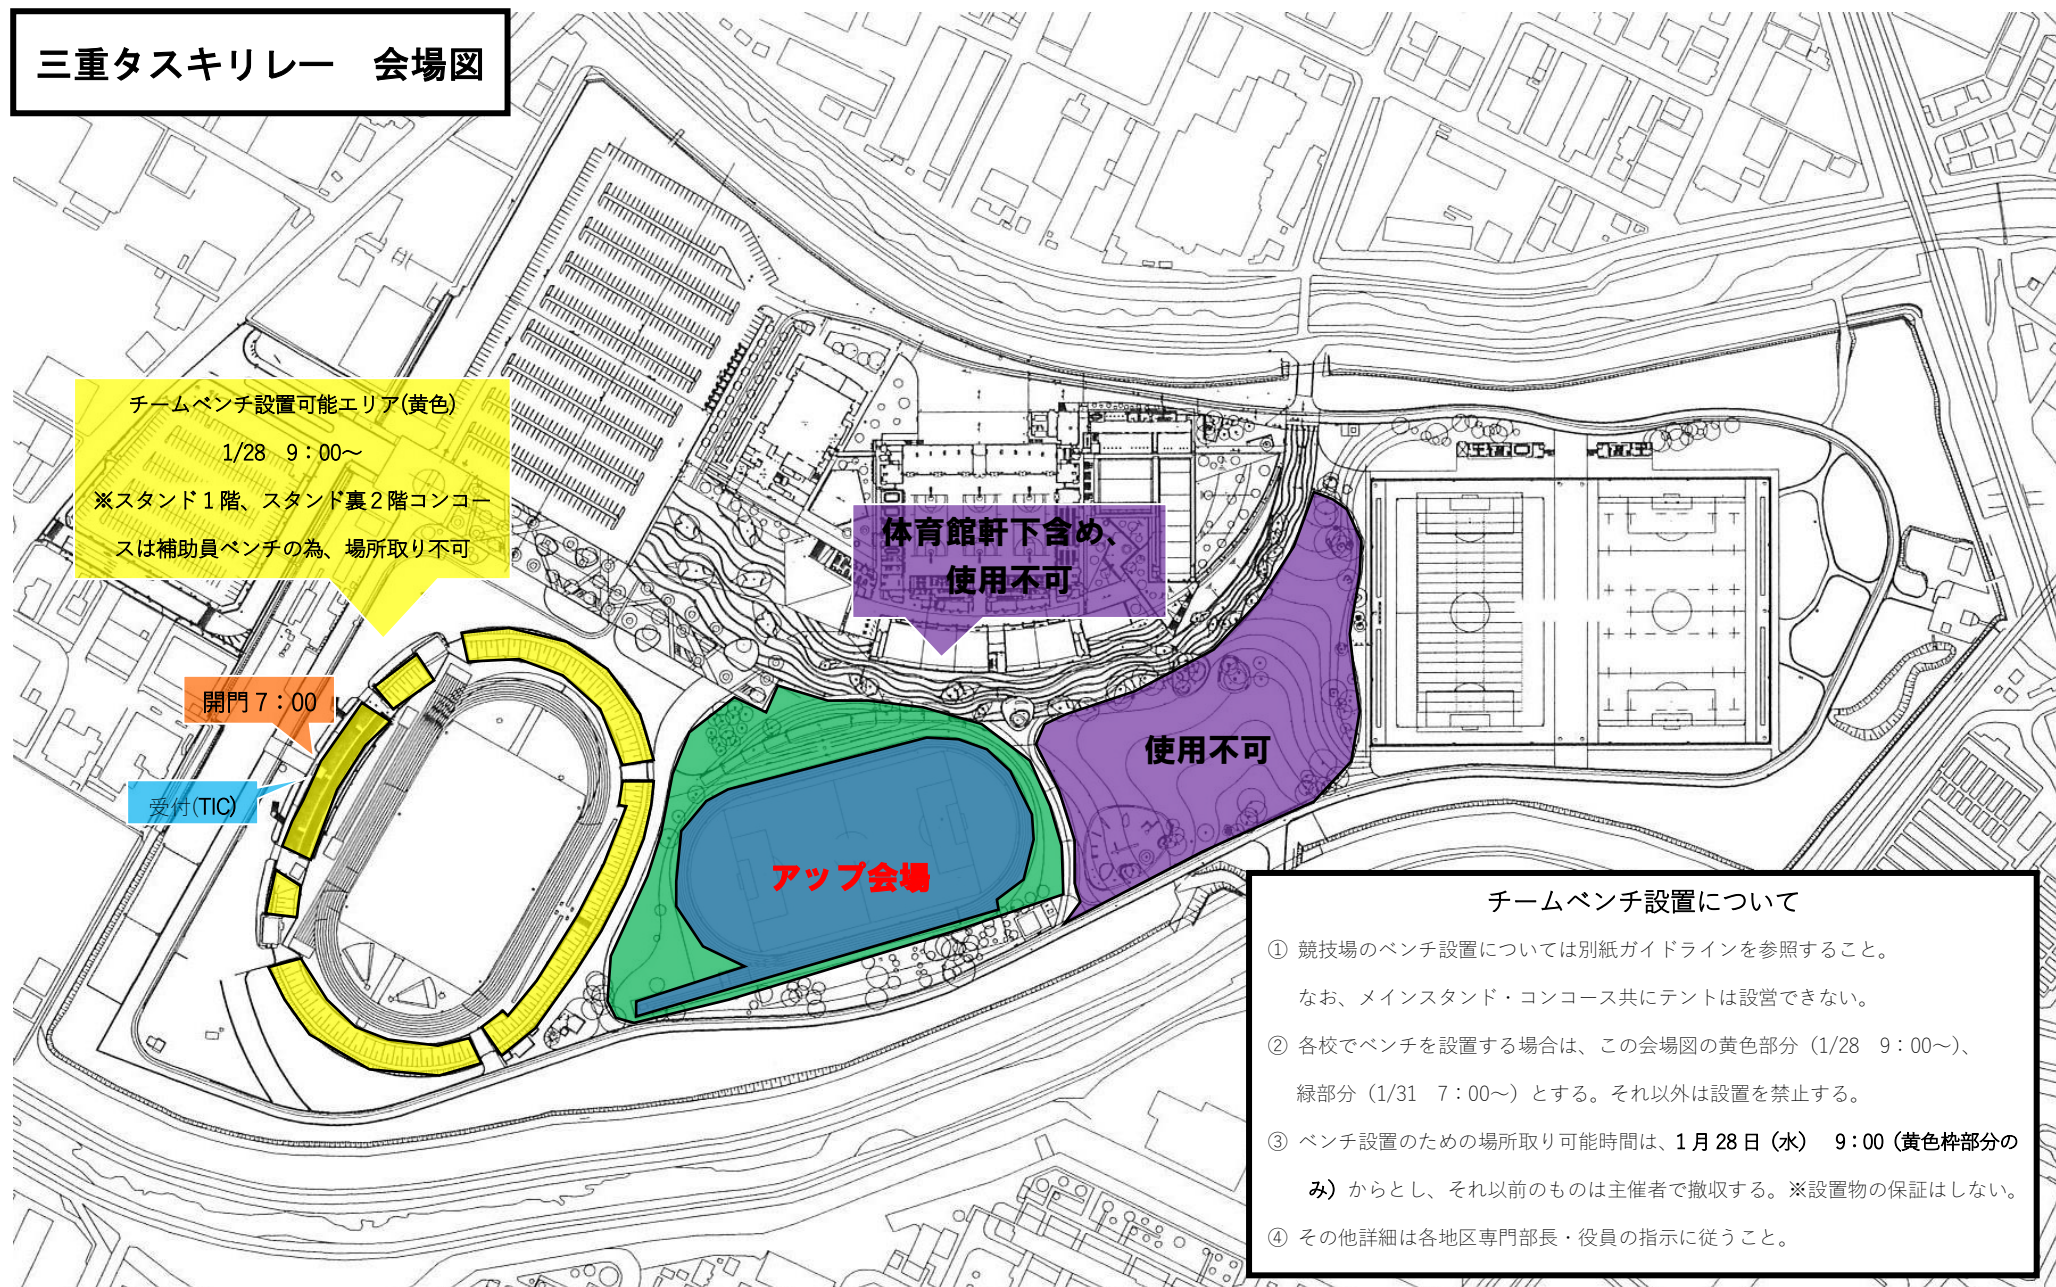 三重タスキリレー　会場図
チームベンチ設置可能エリア(黄色)
1/28　9：00～
※スタンド1階、スタンド裏2階コンコー
スは補助員ベンチの為、場所取り不可
体育館軒下含め、
使用不可
開門7：00
受付(TIC)
使用不可
アップ会場
チームベンチ設置について
① 競技場のベンチ設置については別紙ガイドラインを参照すること。
なお、メインスタンド・コンコース共にテントは設営できない。
② 各校でベンチを設置する場合は、この会場図の黄色部分（1/28　9：00～）、
緑部分（1/31　7：00～）とする。それ以外は設置を禁止する。
③ ベンチ設置のための場所取り可能時間は、1月28日（水）　9：00（黄色枠部分の
み）からとし、それ以前のものは主催者で撤収する。※設置物の保証はしない。
④ その他詳細は各地区専門部長・役員の指示に従うこと。